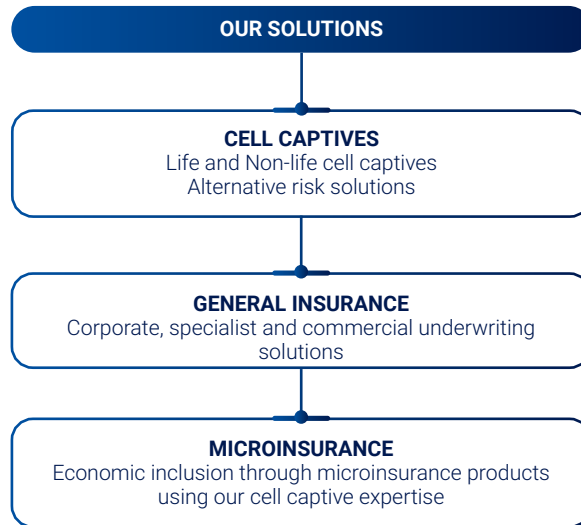 OUR SOLUTIONS
CELL CAPTIVES
Life and Non-life cell captives
Alternative risk solutions
GENERAL INSURANCE
Corporate, specialist and commercial underwriting
solutions
MICROINSURANCE
Economic inclusion through microinsurance products
using our cell captive expertise